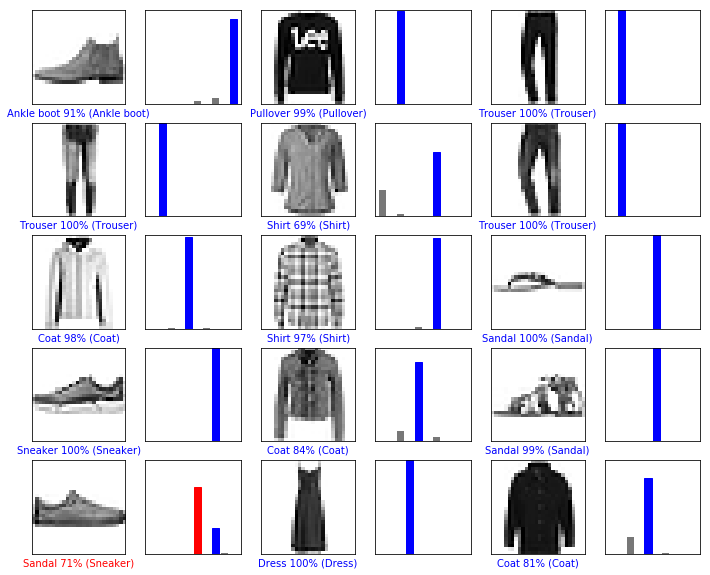 Lee
Ankle boot 91% (Ankle boot)
Pullover 99% (Pullover)
Trouser 100% (Trouser)
Trouser 100% (Trouser)
Shirt 69% (Shirt)
Trouser 100% (Trouser)
Coat 98% (Coat)
Shirt 97% (Shirt)
Sandal 100% (Sandal)
Sneaker 100% (Sneaker)
Coat 84% (Coat)
Sandal 99% (Sandal)
Sandal 71% (Sneaker)
Dress 100% (Dress)
Coat 81% (Coat)